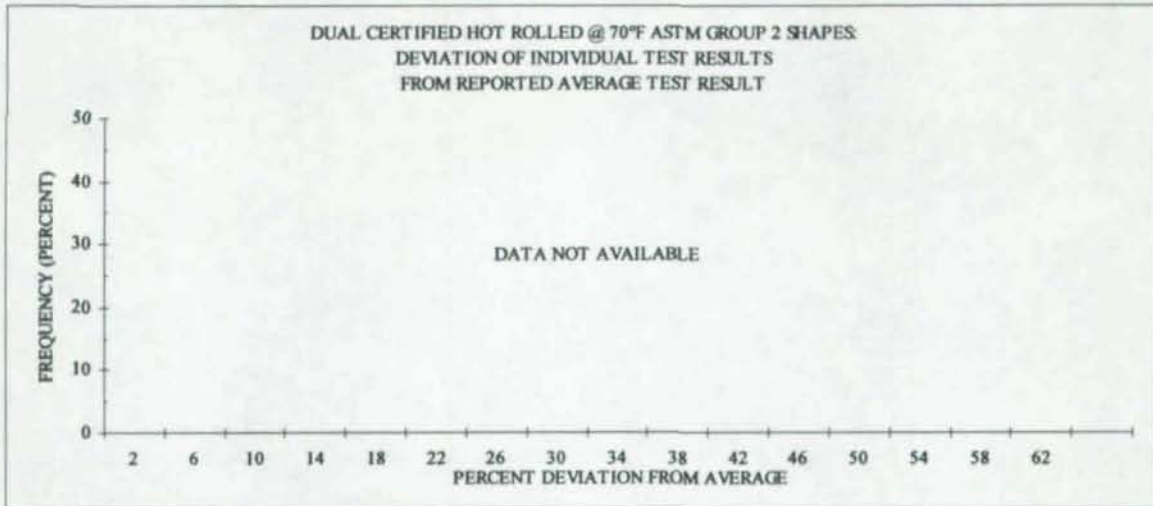 DUAL CERTIFIED HOT ROLLED @ 70°F ASTM GROUP 2 SHAPES:
DEVIATION OF INDIVIDUAL TEST RESULTS
FROM REPORTED AVERAGE TEST RESULT
FREQUENCY (PERCENT)
50
40
30
20
10
0
DATA NOT AVAILABLE
2 6 10 14 18 22 26 30 34 38 42 46 50 54 58 62
PERCENT DEVIATION FROM AVERAGE